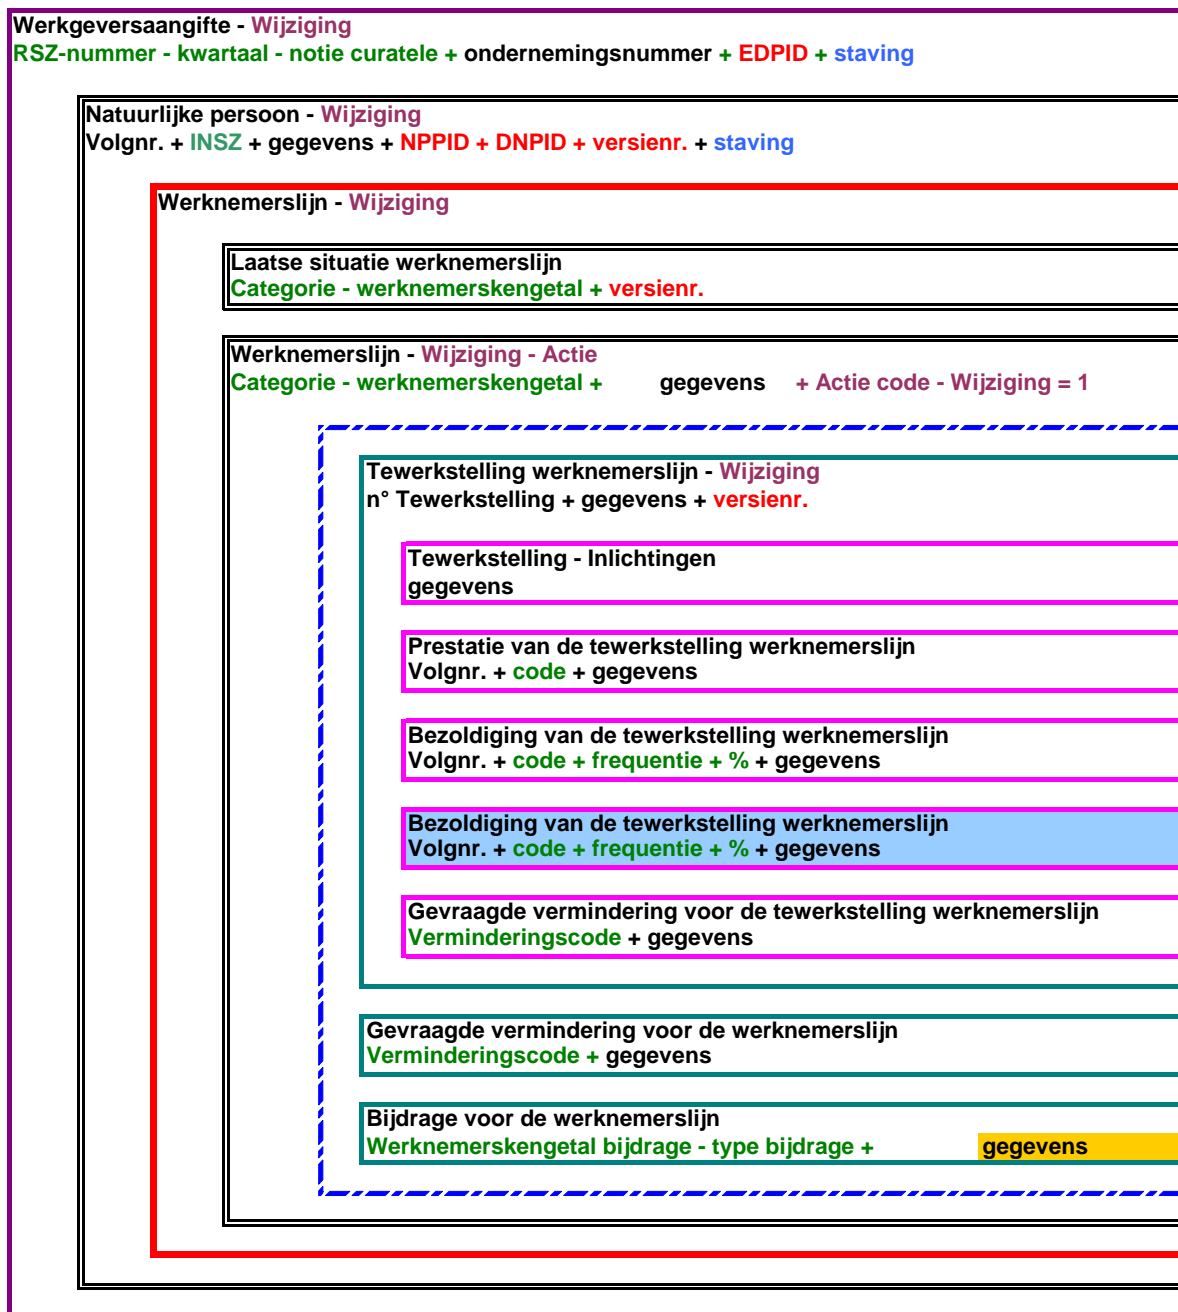 Werkgeversaangifte - Wijziging
RSZ-nummer - kwartaal - notie curatele + ondernemingsnummer + EDPID + staving
Natuurlijke persoon - Wijziging
Volgnr. + INSZ + gegevens + NPPID + DNPID + versienr. + staving
Werknemerslijn - Wijziging
Laatse situatie werknemerslijn
Categorie - werknemerskengetal + versienr.
Werknemerslijn - Wijziging - Actie
Categorie - werknemerskengetal + gegevens + Actie code - Wijziging = 1
Tewerkstelling werknemerslijn - Wijziging
n° Tewerkstelling + gegevens + versienr.
Tewerkstelling - Inlichtingen
gegevens
Prestatie van de tewerkstelling werknemerslijn
Volgnr. + code + gegevens
Bezoldiging van de tewerkstelling werknemerslijn
Volgnr. + code + frequentie + % + gegevens
Bezoldiging van de tewerkstelling werknemerslijn
Volgnr. + code + frequentie + % + gegevens
Gevraagde vermindering voor de tewerkstelling werknemerslijn
Verminderingscode + gegevens
Gevraagde vermindering voor de werknemerslijn
Verminderingscode + gegevens
Bijdrage voor de werknemerslijn
Werknemerskengetal bijdrage - type bijdrage + gegevens